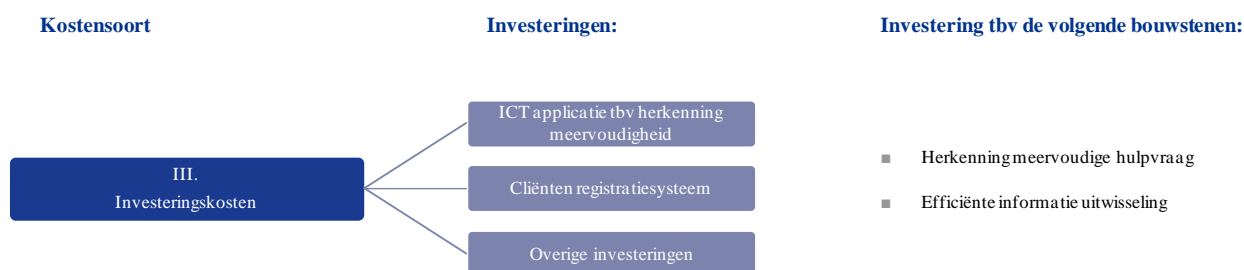 Kostensoort
Investeringen:
Investering tbv de volgende bouwstenen:
III.
Investeringskosten
ICT applicatie tbv herkenning
meervoudigheid
Cliënten registratiesysteem
Overige investeringen
■ Herkenning meervoudige hulpvraag
■ Efficiënte informatie uitwisseling